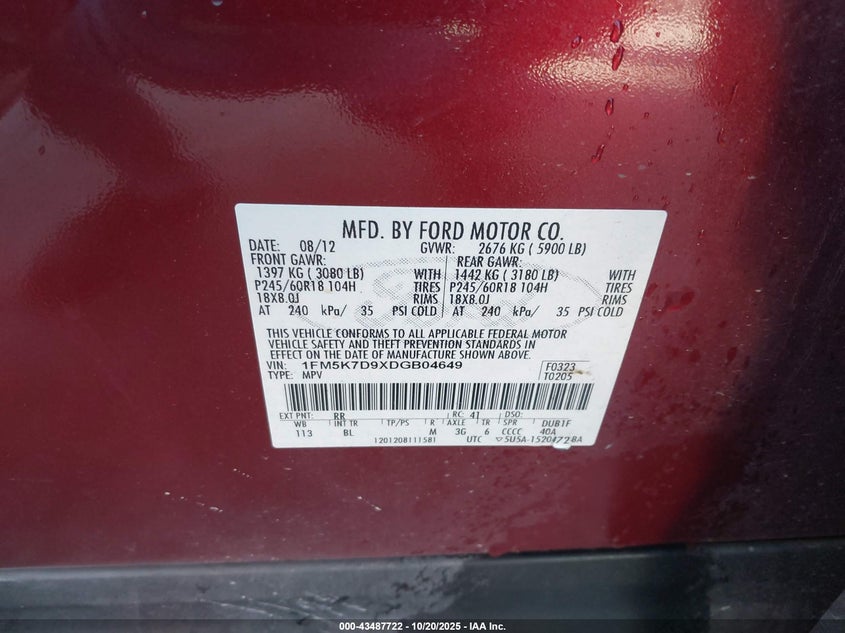 MFD. BY FORD MOTOR CO.
DATE: 08/12 GVWR: 2676 KG ( 5900 LB)
FRONT GAWR: REAR GAWR:
1397 KG ( 3080 LB) WITH 1442 KG ( 3180 LB) WITH
P245/60R18 104H TIRES P245/60R18 104H TIRES
18X8.0J RIMS 18X8.0J RIMS
AT 240 kPa/ 35 PSI COLD AT 240 kPa/ 35 PSI COLD
THIS VEHICLE CONFORMS TO ALL APPLICABLE FEDERAL MOTOR
VEHICLE SAFETY AND THEFT PREVENTION STANDARDS IN
EFFECT ON THE DATE OF MANUFACTURE SHOWN ABOVE.
VIN: 1FM5K7D9XDGB04649 F0323
TYPE: MPV T0205
EXT PNT: RR RC: 41 DSO:
WB INT TR TP/PS R AXLE TR SPR DUB1F
113 BL M 3G 6 CCCC 40A
1201208111581 UTC 5U5A-1520472BA
000-43487722 - 10/20/2025 - IAA Inc.